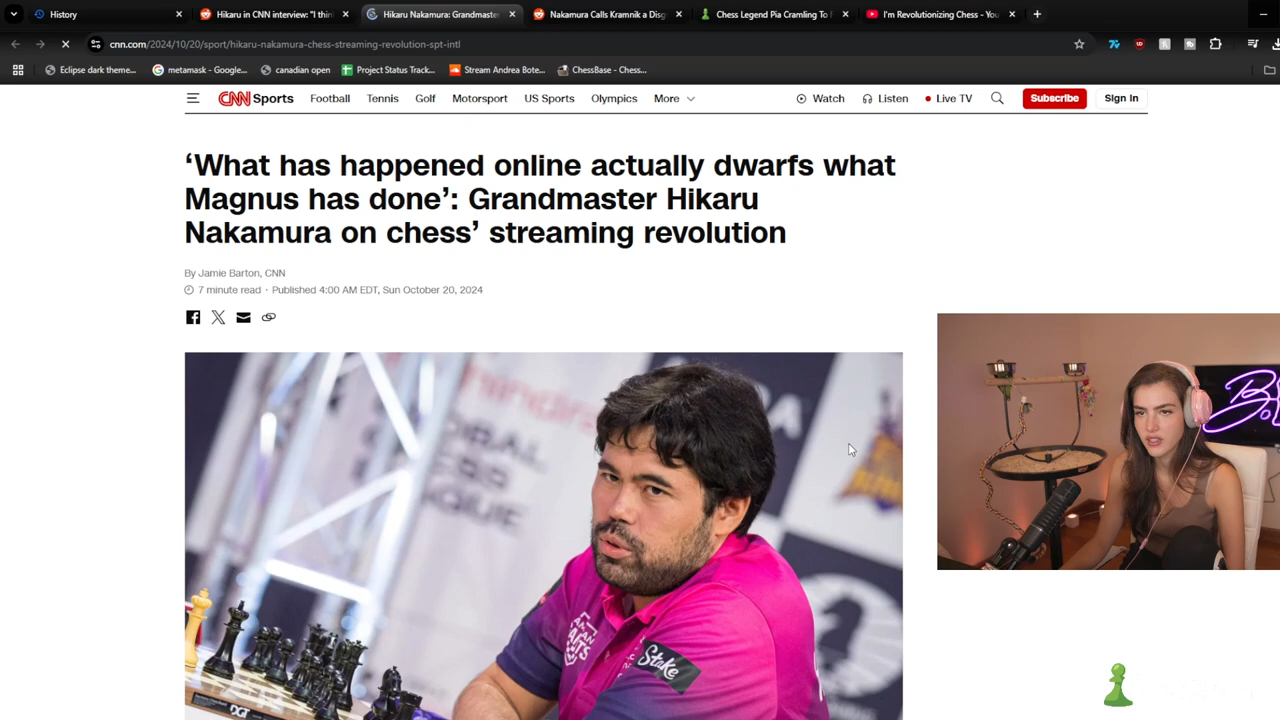 History
Hikaru in CNN interview: "I thin
Hikaru Nakamura: Grandmaste
Nakamura Calls Kramnik a Disg
Chess Legend Pia Cramling To F
I'm Revolutionizing Chess - You
cnn.com/2024/10/20/sport/hikaru-nakamura-chess-streaming-revolution-spt-intl
Eclipse dark theme...
metamask - Google...
canadian open
Project Status Track...
Stream Andrea Bote...
ChessBase - Chess...
CNN Sports
Football
Tennis
Golf
Motorsport
US Sports
Olympics
More
Watch
Listen
Live TV
Subscribe
Sign In
‘What has happened online actually dwarfs what
Magnus has done’: Grandmaster Hikaru
Nakamura on chess’ streaming revolution
By Jamie Barton, CNN
7 minute read · Published 4:00 AM EDT, Sun October 20, 2024
Stake
DGT